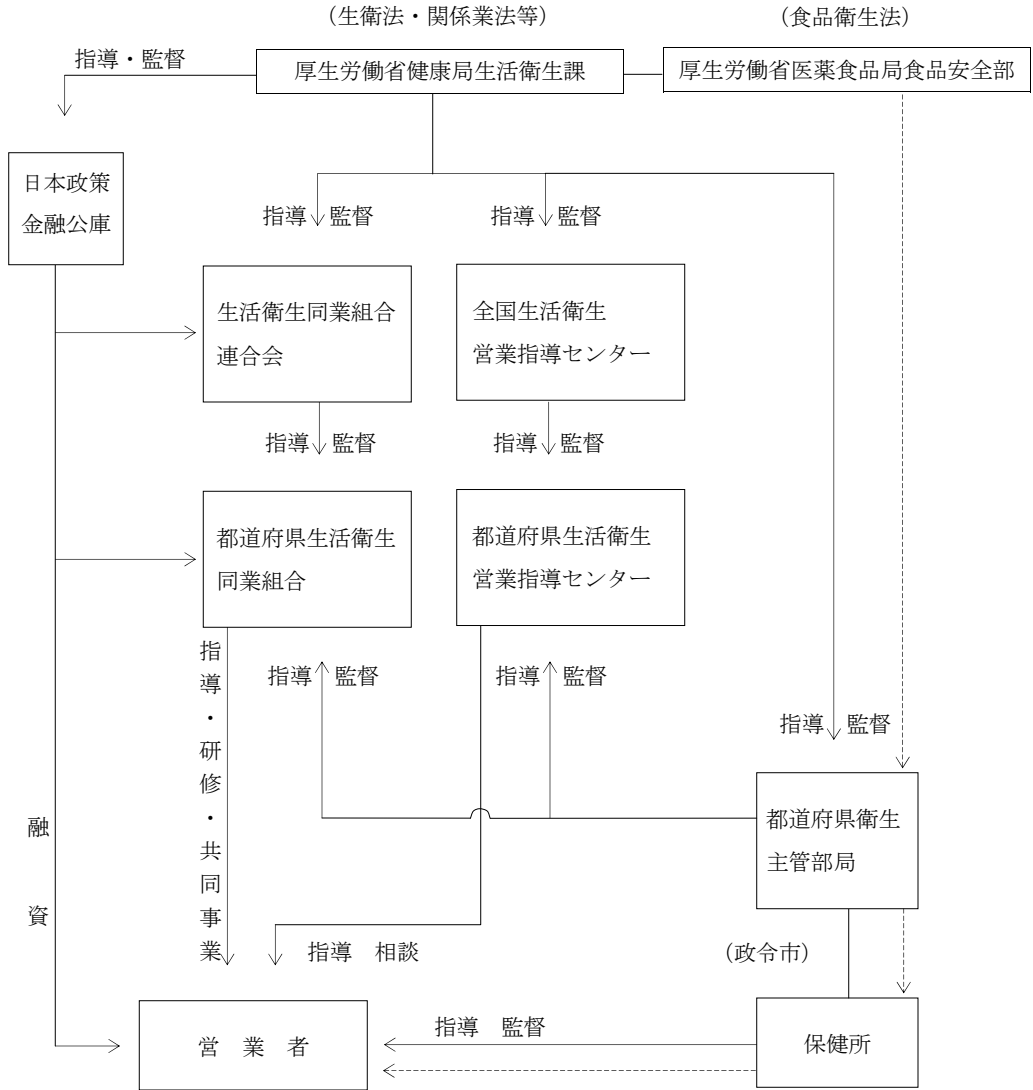 (生衛法・関係業法等)
(食品衛生法)
指導・監督
厚生労働省健康局生活衛生課
厚生労働省医薬食品局食品安全部
日本政策
金融公庫
指導 監督
指導 監督
生活衛生同業組合
連合会
全国生活衛生
営業指導センター
指導 監督
指導 監督
都道府県生活衛生
同業組合
都道府県生活衛生
営業指導センター
指導・研修・共同事業
指導 監督
指導 監督
指導 監督
融資
都道府県衛生
主管部局
指導 相談
(政令市)
営業者
指導 監督
保健所